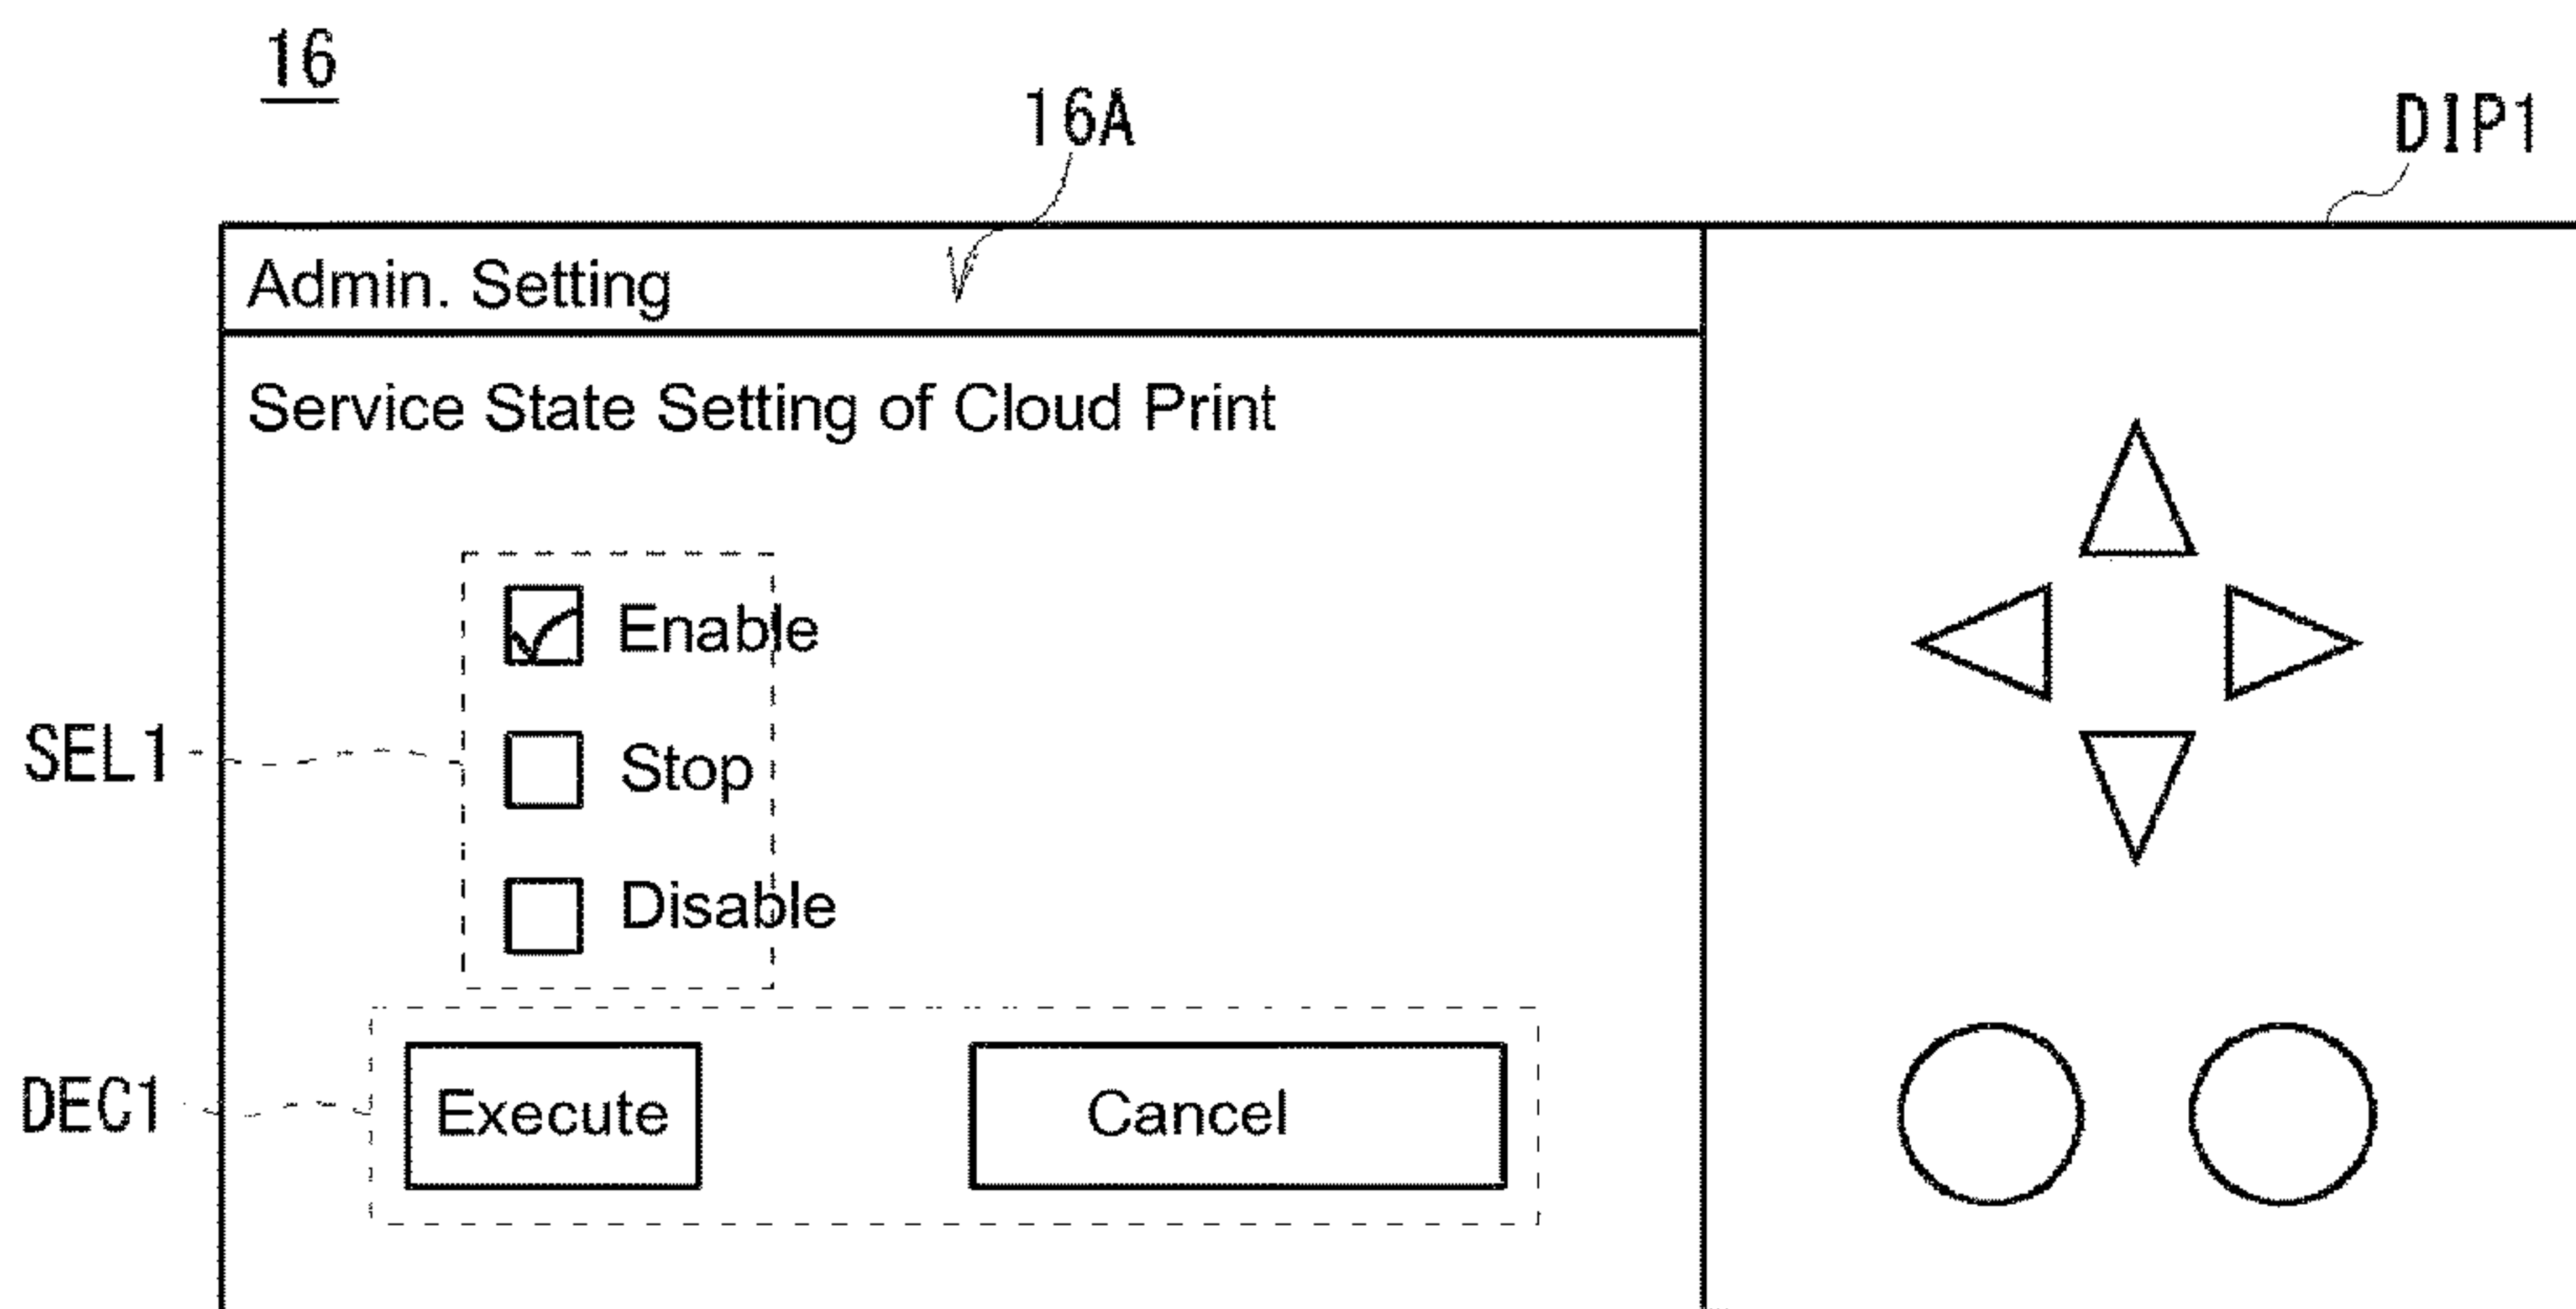 16
16A
DIP1
Admin. Setting
Service State Setting of Cloud Print
Enable
SEL1
Stop
Disable
DEC1
Execute
Cancel